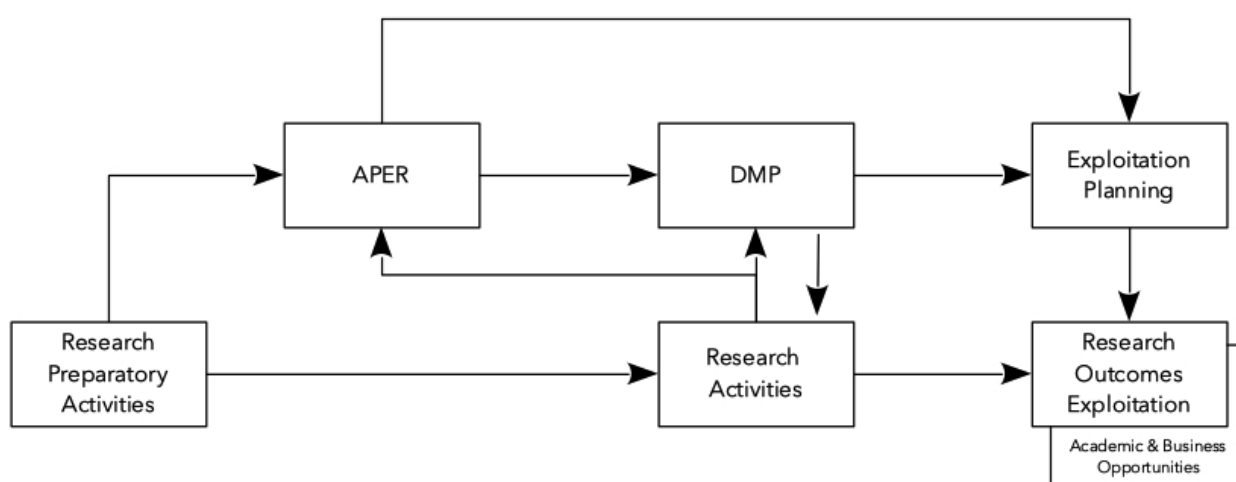 APER
DMP
Exploitation
Planning
Research
Preparatory
Activities
Research
Activities
Research
Outcomes
Exploitation
Academic & Business
Opportunities